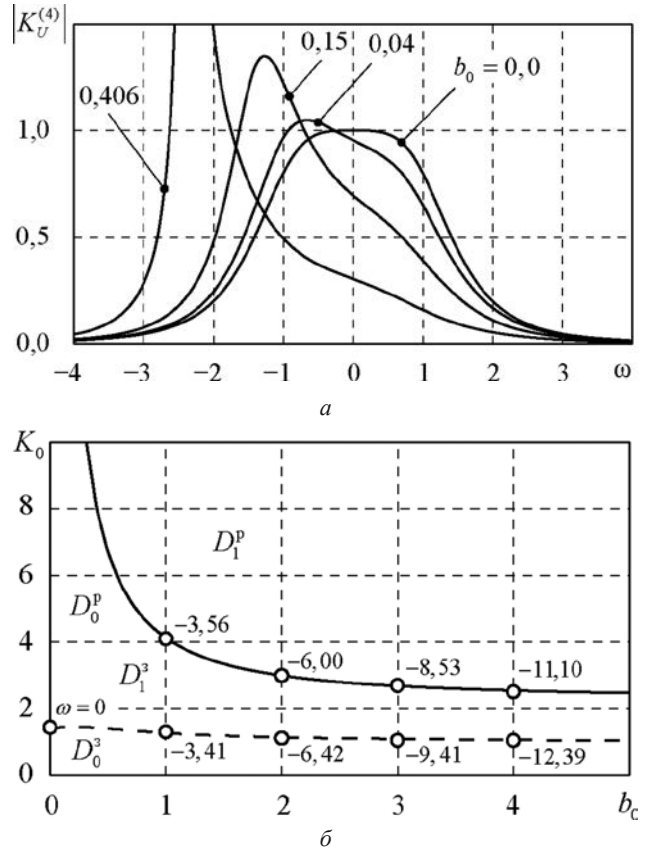 |K_U^(4)|
0,406
0,15
0,04
b_0 = 0,0
1,0
0,5
0,0
−4 −3 −2 −1 0 1 2 3 ω
а
K_0
8
6
4
2
0
D_1^p
D_0^p
D_1^з
D_0^з
−3,56
−6,00
−8,53
−11,10
ω = 0
−3,41
−6,42
−9,41
−12,39
0 1 2 3 4 b_0
б